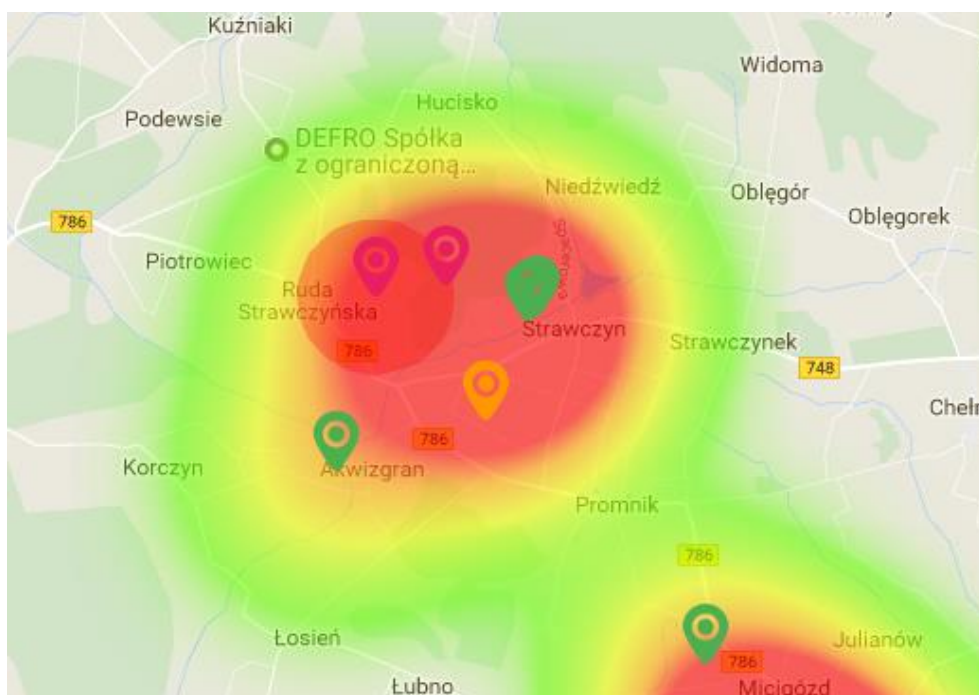 Kuźniaki
Widoma
Podewsie
Hucisko
DEFRO Spółka
z ograniczoną...
Niedźwiedź
Oblęgór
786
Oblęgorek
Piotrowiec
Ruda
Strawczyńska
Strawczyn
786
Strawczynek
748
786
Korczyn
Akwizgran
Promnik
786
Łosień
Julianów
786
Łubno
Micigózd